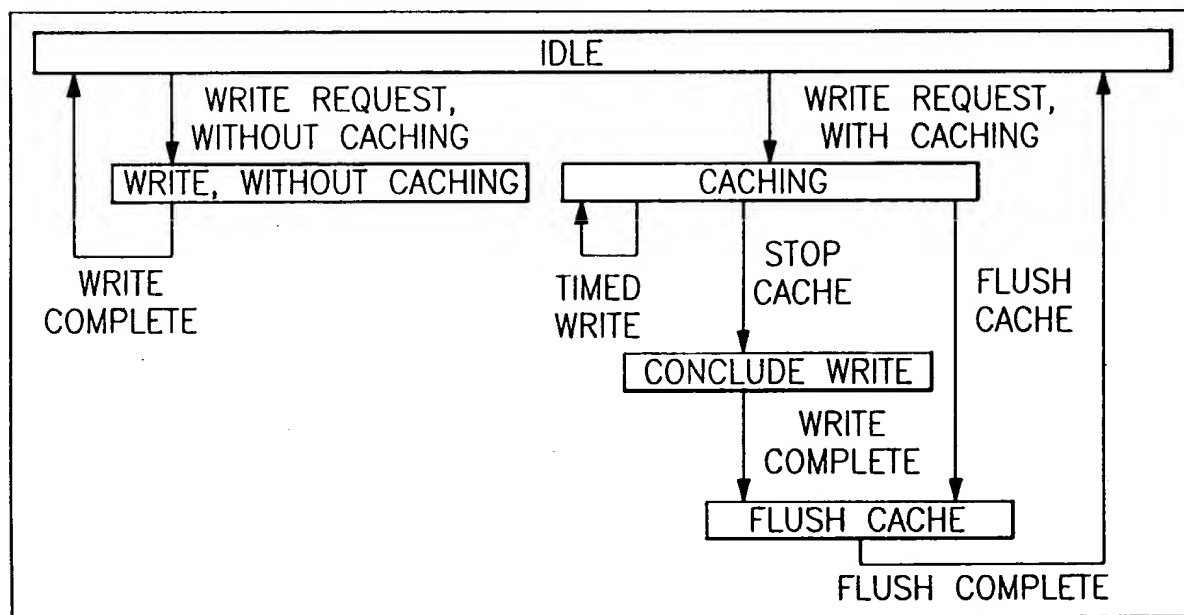 IDLE
WRITE REQUEST,
WITHOUT CACHING
WRITE REQUEST,
WITH CACHING
WRITE, WITHOUT CACHING
CACHING
WRITE
COMPLETE
TIMED
WRITE
STOP
CACHE
FLUSH
CACHE
CONCLUDE WRITE
WRITE
COMPLETE
FLUSH CACHE
FLUSH COMPLETE